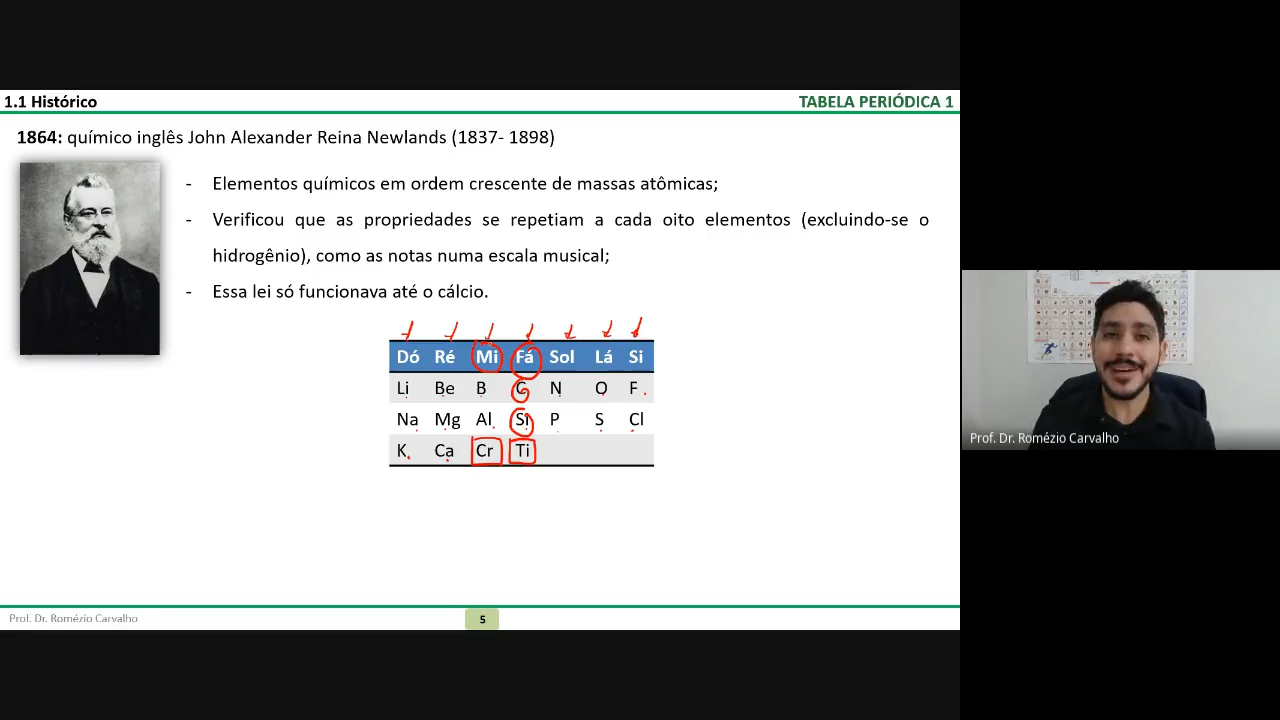 1.1 Histórico
TABELA PERIÓDICA 1
1864: químico inglês John Alexander Reina Newlands (1837- 1898)
- Elementos químicos em ordem crescente de massas atômicas;
- Verificou que as propriedades se repetiam a cada oito elementos (excluindo-se o
hidrogênio), como as notas numa escala musical;
- Essa lei só funcionava até o cálcio.
Dó Ré Mi Fá Sol Lá Si
Li Be B C N O F
Na Mg Al Si P S Cl
K Ca Cr Ti
Prof. Dr. Romézio Carvalho
Prof. Dr. Romézio Carvalho
5